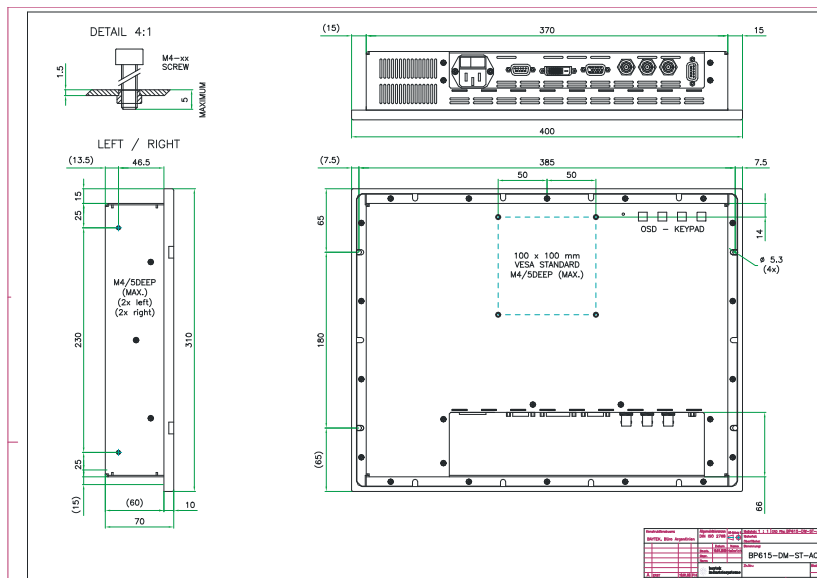 DETAIL 4:1
M4-xx
SCREW
1.5
5
MAXIMUM
(15)
370
15
400
LEFT / RIGHT
(13.5)
46.5
15
25
M4/5DEEP
(MAX.)
(2x left)
(2x right)
230
310
25
(15)
(60)
10
70
(7.5)
385
7.5
50
50
65
OSD - KEYPAD
14
100 x 100 mm
VESA STANDARD
M4/5DEEP (MAX.)
ø 5.3
(4x)
180
(65)
66
BP615-DM-ST-AC